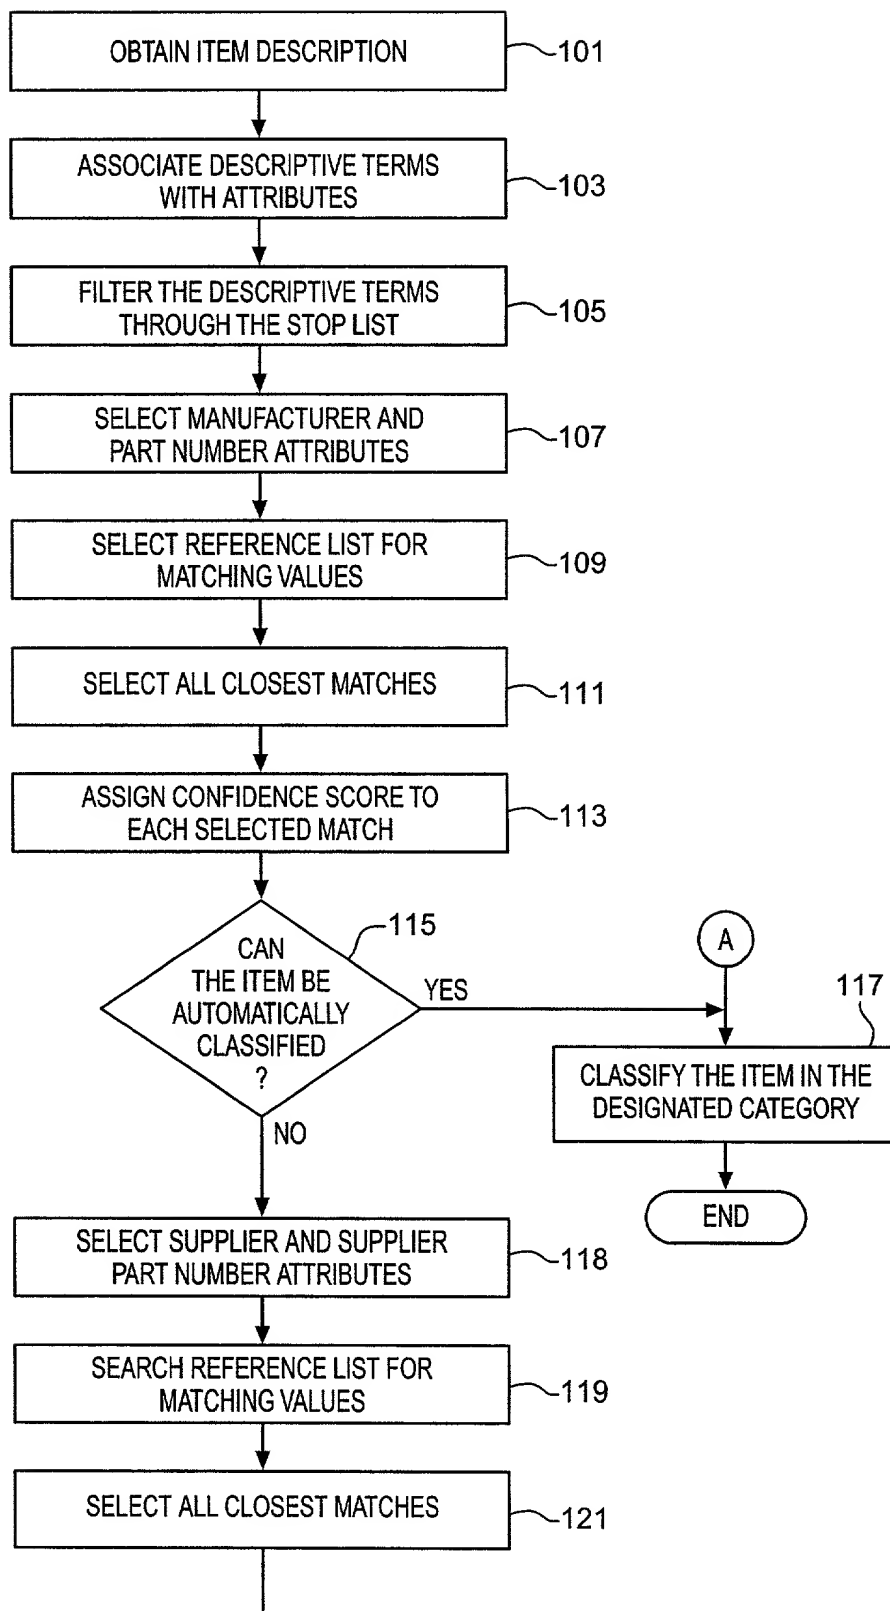 OBTAIN ITEM DESCRIPTION
101
ASSOCIATE DESCRIPTIVE TERMS
WITH ATTRIBUTES
103
FILTER THE DESCRIPTIVE TERMS
THROUGH THE STOP LIST
105
SELECT MANUFACTURER AND
PART NUMBER ATTRIBUTES
107
SELECT REFERENCE LIST FOR
MATCHING VALUES
109
SELECT ALL CLOSEST MATCHES
111
ASSIGN CONFIDENCE SCORE TO
EACH SELECTED MATCH
113
CAN
THE ITEM BE
AUTOMATICALLY
CLASSIFIED
?
115
YES
NO
A
117
CLASSIFY THE ITEM IN THE
DESIGNATED CATEGORY
END
SELECT SUPPLIER AND SUPPLIER
PART NUMBER ATTRIBUTES
118
SEARCH REFERENCE LIST FOR
MATCHING VALUES
119
SELECT ALL CLOSEST MATCHES
121